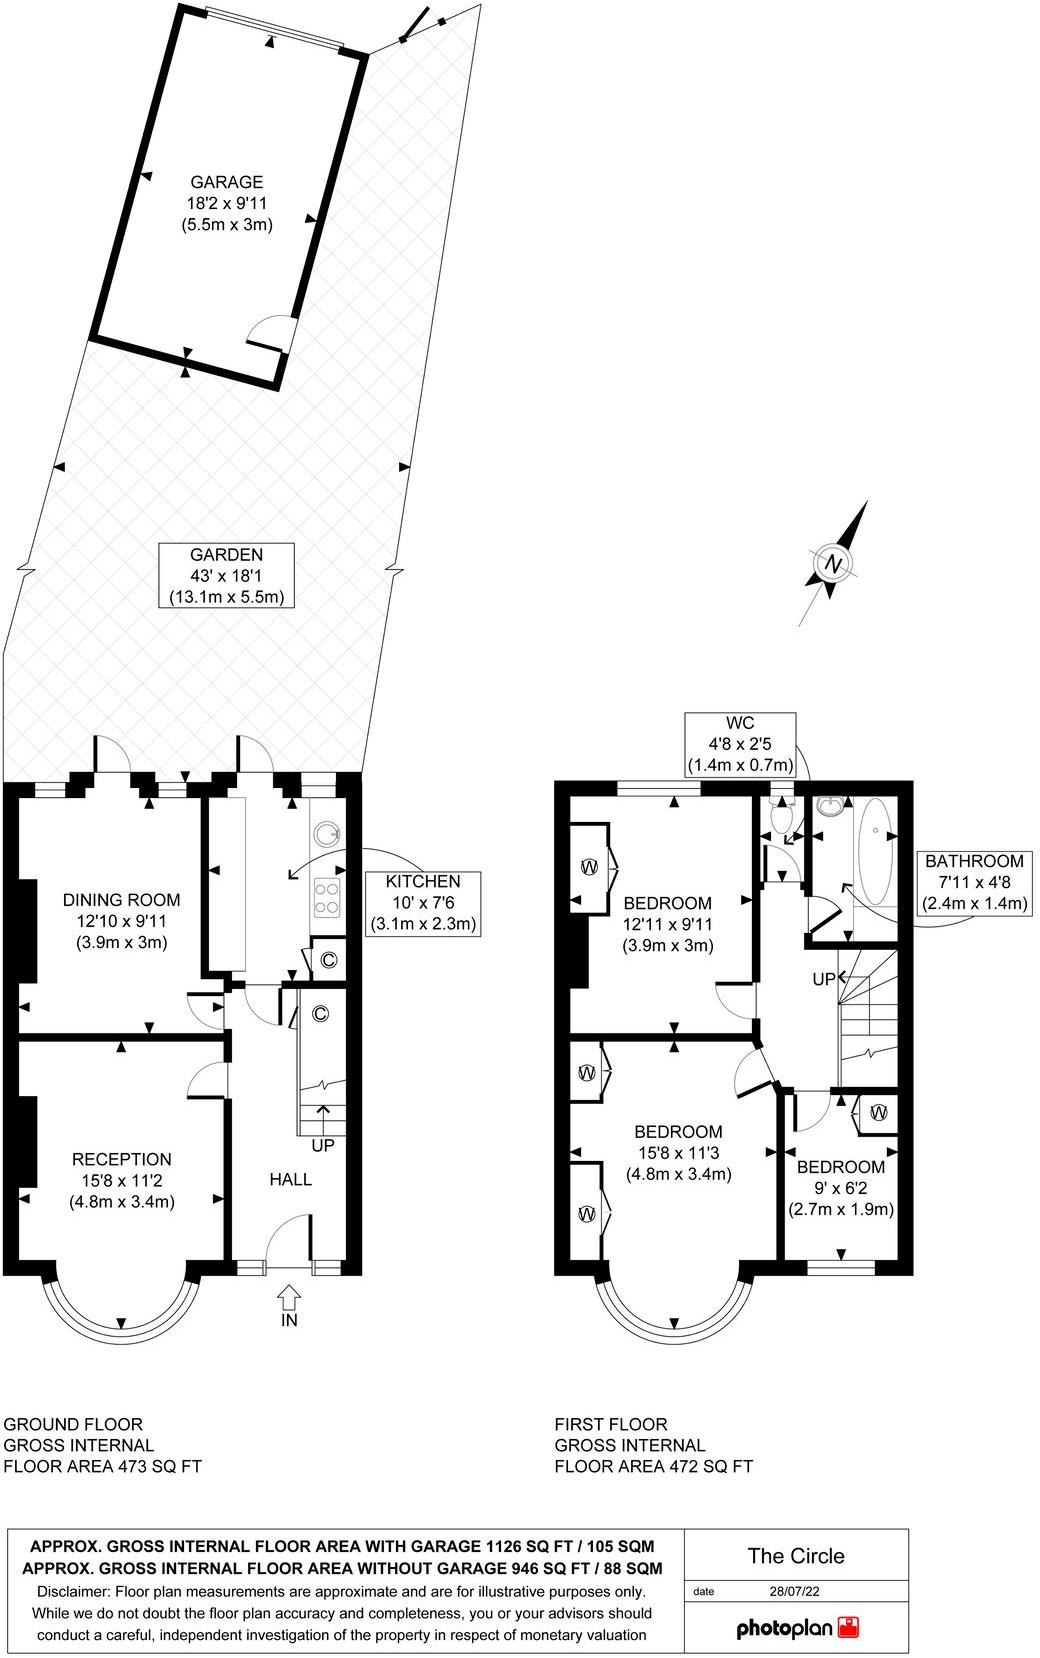 GARAGE
18'2 x 9'11
(5.5m x 3m)
GARDEN
43' x 18'1
(13.1m x 5.5m)
N
WC
4'8 x 2'5
(1.4m x 0.7m)
DINING ROOM
12'10 x 9'11
(3.9m x 3m)
KITCHEN
10' x 7'6
(3.1m x 2.3m)
C
C
UP
RECEPTION
15'8 x 11'2
(4.8m x 3.4m)
HALL
IN
W
BEDROOM
12'11 x 9'11
(3.9m x 3m)
BATHROOM
7'11 x 4'8
(2.4m x 1.4m)
UP
W
BEDROOM
15'8 x 11'3
(4.8m x 3.4m)
W
W
BEDROOM
9' x 6'2
(2.7m x 1.9m)
GROUND FLOOR
GROSS INTERNAL
FLOOR AREA 473 SQ FT
FIRST FLOOR
GROSS INTERNAL
FLOOR AREA 472 SQ FT
APPROX. GROSS INTERNAL FLOOR AREA WITH GARAGE 1126 SQ FT / 105 SQM
APPROX. GROSS INTERNAL FLOOR AREA WITHOUT GARAGE 946 SQ FT / 88 SQM
Disclaimer: Floor plan measurements are approximate and are for illustrative purposes only.
While we do not doubt the floor plan accuracy and completeness, you or your advisors should
conduct a careful, independent investigation of the property in respect of monetary valuation
The Circle
date 28/07/22
photoplan